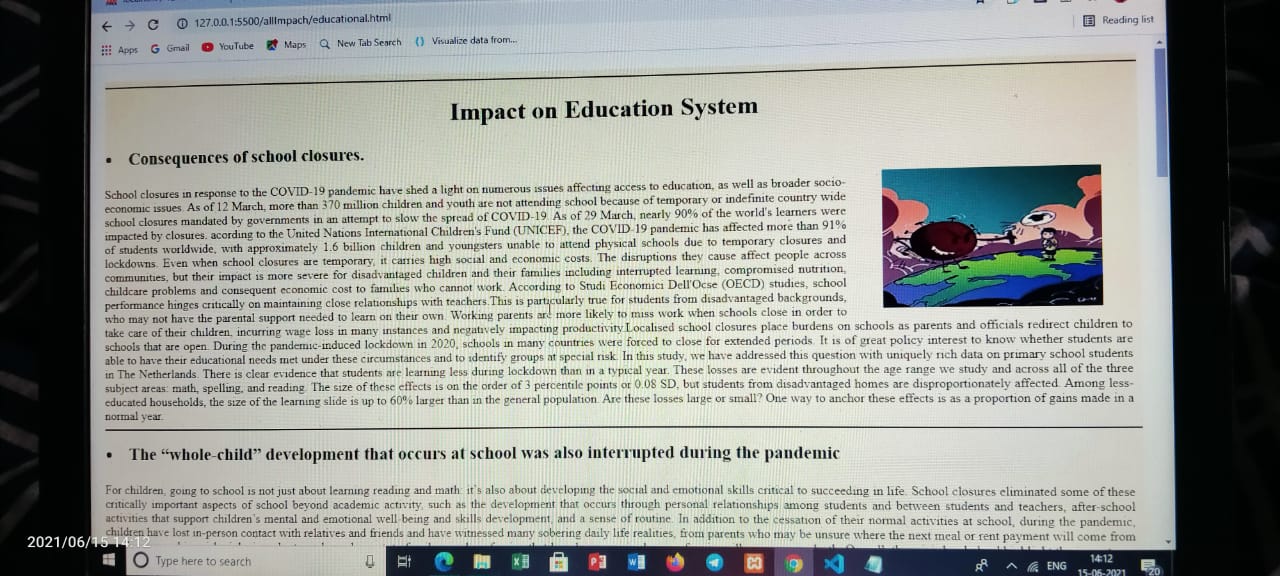 127.0.0.1:5500/allImpach/educational.html
Reading list
Apps Gmail YouTube Maps New Tab Search Visualize data from...
Impact on Education System
• Consequences of school closures.
School closures in response to the COVID-19 pandemic have shed a light on numerous issues affecting access to education, as well as broader socio-
economic issues. As of 12 March, more than 370 million children and youth are not attending school because of temporary or indefinite country wide
school closures mandated by governments in an attempt to slow the spread of COVID-19. As of 29 March, nearly 90% of the world's learners were
impacted by closures, acording to the United Nations International Children's Fund (UNICEF), the COVID-19 pandemic has affected more than 91%
of students worldwide, with approximately 1.6 billion children and youngsters unable to attend physical schools due to temporary closures and
lockdowns. Even when school closures are temporary, it carries high social and economic costs. The disruptions they cause affect people across
communities, but their impact is more severe for disadvantaged children and their families including interrupted learning, compromised nutrition,
childcare problems and consequent economic cost to families who cannot work. According to Studi Economici Dell'Ocse (OECD) studies, school
performance hinges critically on maintaining close relationships with teachers.This is particularly true for students from disadvantaged backgrounds,
who may not have the parental support needed to learn on their own. Working parents are more likely to miss work when schools close in order to
take care of their children, incurring wage loss in many instances and negatively impacting productivity.Localised school closures place burdens on schools as parents and officials redirect children to
schools that are open. During the pandemic-induced lockdown in 2020, schools in many countries were forced to close for extended periods. It is of great policy interest to know whether students are
able to have their educational needs met under these circumstances and to identify groups at special risk. In this study, we have addressed this question with uniquely rich data on primary school students
in The Netherlands. There is clear evidence that students are learning less during lockdown than in a typical year. These losses are evident throughout the age range we study and across all of the three
subject areas: math, spelling, and reading. The size of these effects is on the order of 3 percentile points or 0.08 SD, but students from disadvantaged homes are disproportionately affected. Among less-
educated households, the size of the learning slide is up to 60% larger than in the general population. Are these losses large or small? One way to anchor these effects is as a proportion of gains made in a
normal year.
• The “whole-child” development that occurs at school was also interrupted during the pandemic
For children, going to school is not just about learning reading and math: it's also about developing the social and emotional skills critical to succeeding in life. School closures eliminated some of these
critically important aspects of school beyond academic activity, such as the development that occurs through personal relationships among students and between students and teachers, after-school
activities that support children's mental and emotional well-being and skills development, and a sense of routine. In addition to the cessation of their normal activities at school, during the pandemic,
children have lost in-person contact with relatives and friends and have witnessed many sobering daily life realities, from parents who may be unsure where the next meal or rent payment will come from
2021/06/15 14:12
Type here to search
ENG
14:12
15-06-2021
20